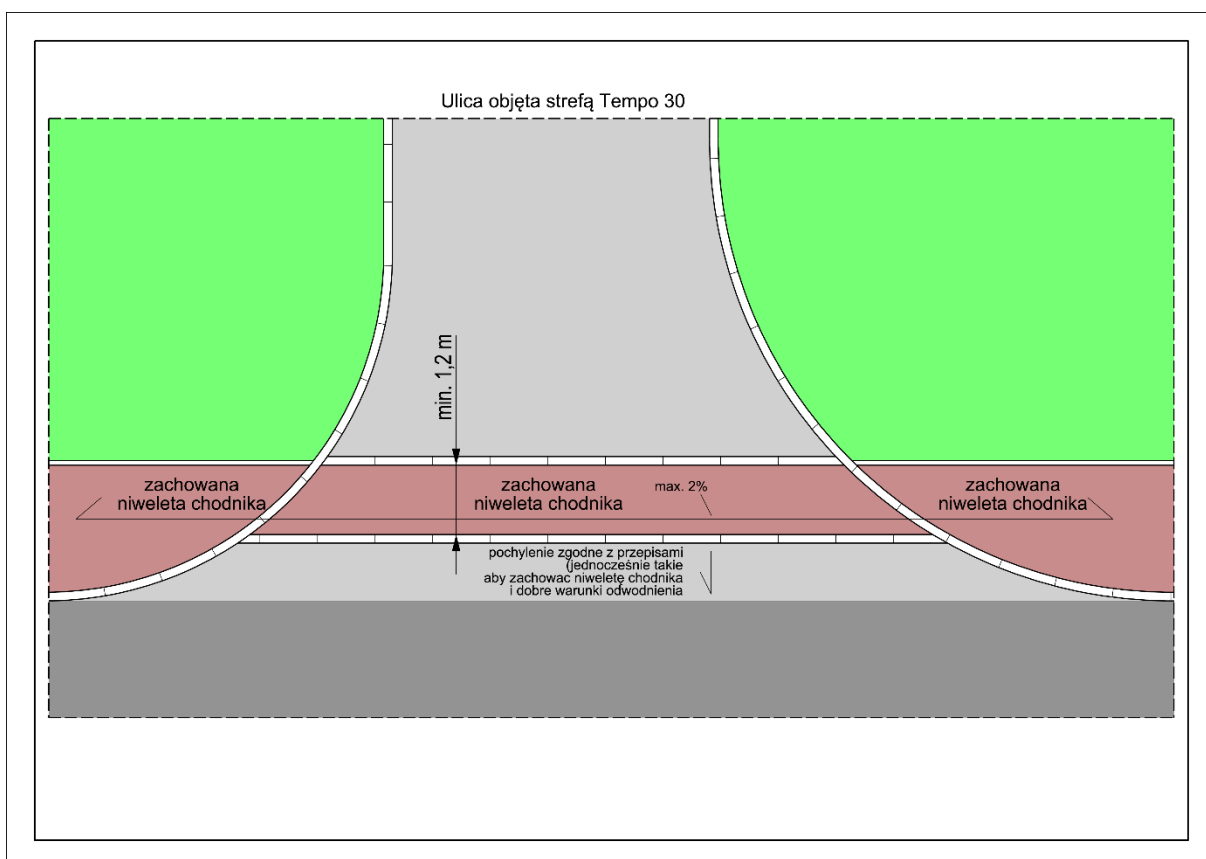 Ulica objęta strefą Tempo 30
min. 1,2 m
zachowana
niweleta chodnika
zachowana
niweleta chodnika
max. 2%
zachowana
niweleta chodnika
pochylenie zgodne z przepisami
(jednocześnie takie
aby zachowac niweletę chodnika
i dobre warunki odwodnienia